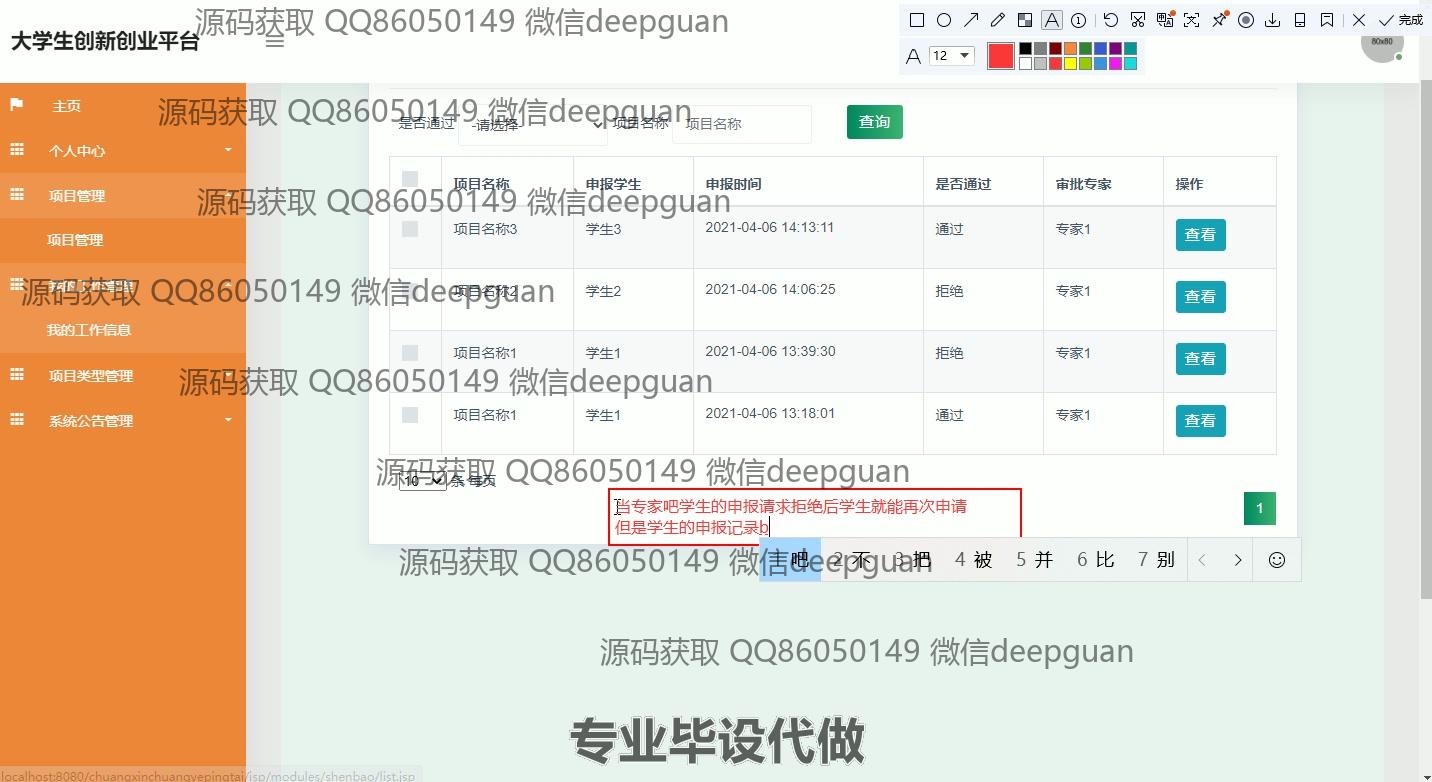 源码获取 QQ86050149 微信deepguan
大学生创新创业平台
A
1
完成
A 12
80x80
主页
源码获取 QQ86050149 微信deepguan
是否通过 -请选择- 项目名称 项目名称 查询
个人中心
项目名称 申报学生 申报时间 是否通过 审批专家 操作
项目管理
源码获取 QQ86050149 微信deepguan
项目名称3 学生3 2021-04-06 14:13:11 通过 专家1 查看
项目管理
源码获取 QQ86050149 微信deepguan
项目名称2 学生2 2021-04-06 14:06:25 拒绝 专家1 查看
我的工作信息
项目名称1 学生1 2021-04-06 13:39:30 拒绝 专家1 查看
项目类型管理
源码获取 QQ86050149 微信deepguan
项目名称1 学生1 2021-04-06 13:18:01 通过 专家1 查看
系统公告管理
源码获取 QQ86050149 微信deepguan
10 条 每页
当专家吧学生的申报请求拒绝后学生就能再次申请
但是学生的申报记录b
1
1 吧 2 不 3 把 4 被 5 并 6 比 7 别
源码获取 QQ86050149 微信deepguan
源码获取 QQ86050149 微信deepguan
专业毕设代做
localhost:8080/chuangxinchuangyepingtai/jsp/modules/shenbao/list.jsp